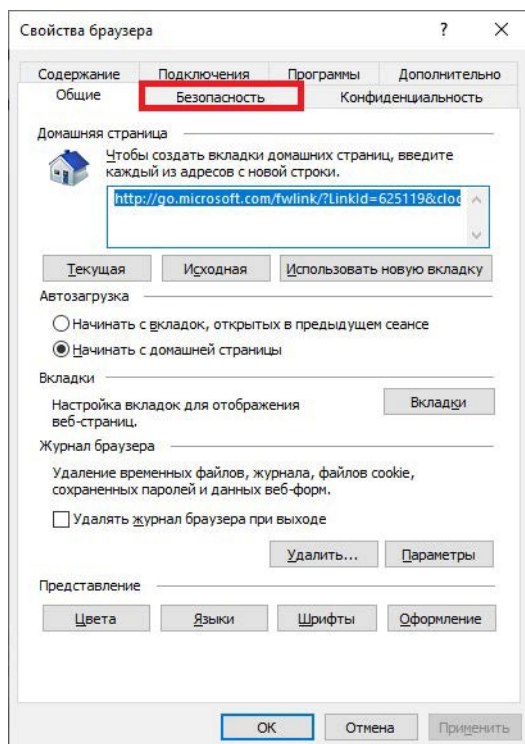 Свойства браузера
?
Содержание Подключения Программы Дополнительно
Общие Безопасность Конфиденциальность
Домашняя страница
Чтобы создать вкладки домашних страниц, введите
каждый из адресов с новой строки.
http://go.microsoft.com/fwlink/?LinkId=625119&cloc
Текущая Исходная Использовать новую вкладку
Автозагрузка
Начинать с вкладок, открытых в предыдущем сеансе
Начинать с домашней страницы
Вкладки
Настройка вкладок для отображения
веб-страниц.
Вкладки
Журнал браузера
Удаление временных файлов, журнала, файлов cookie,
сохраненных паролей и данных веб-форм.
Удалять журнал браузера при выходе
Удалить... Параметры
Представление
Цвета Языки Шрифты Оформление
ОК Отмена Применить